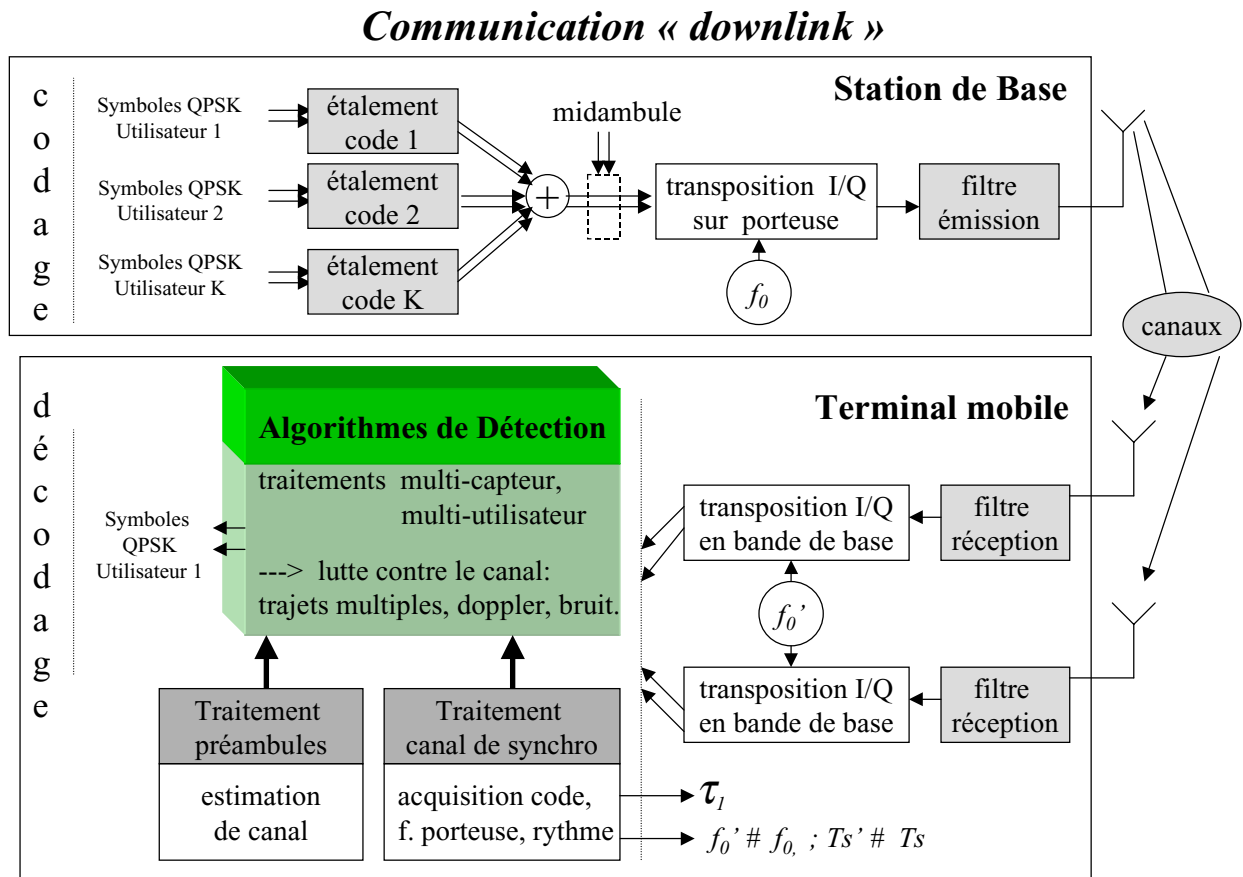 Communication « downlink »
Station de Base
codage
Symboles QPSK
Utilisateur 1
étalement
code 1
midambule
Symboles QPSK
Utilisateur 2
étalement
code 2
+
transposition I/Q
sur porteuse
filtre
émission
Symboles QPSK
Utilisateur K
étalement
code K
f0
canaux
Terminal mobile
décodage
Algorithmes de Détection
traitements multi-capteur,
multi-utilisateur
---> lutte contre le canal:
trajets multiples, doppler, bruit.
Symboles
QPSK
Utilisateur 1
transposition I/Q
en bande de base
filtre
réception
f0’
transposition I/Q
en bande de base
filtre
réception
Traitement
préambules
estimation
de canal
Traitement
canal de synchro
acquisition code,
f. porteuse, rythme
τ1
f0’ # f0, ; Ts’ # Ts